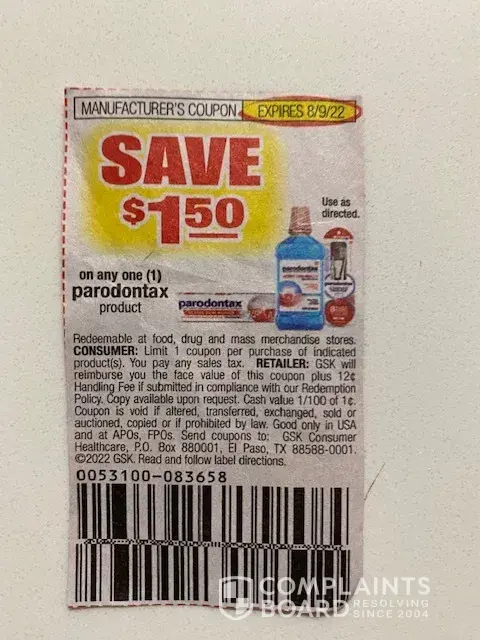 MANUFACTURER'S COUPON EXPIRES 8/9/22
SAVE
$1.50
Use as
directed.
on any one (1)
parodontax
product
parodontax
parodontax
Redeemable at food, drug and mass merchandise stores.
CONSUMER: Limit 1 coupon per purchase of indicated
product(s). You pay any sales tax. RETAILER: GSK will
reimburse you the face value of this coupon plus 12¢
Handling Fee if submitted in compliance with our Redemption
Policy. Copy available upon request. Cash value 1/100 of 1¢.
Coupon is void if altered, transferred, exchanged, sold or
auctioned, copied or if prohibited by law. Good only in USA
and at APOs, FPOs. Send coupons to: GSK Consumer
Healthcare, P.O. Box 880001, El Paso, TX 88588-0001.
©2022 GSK. Read and follow label directions.
0053100-083658
COMPLAINTS
BOARD RESOLVING
SINCE 2004